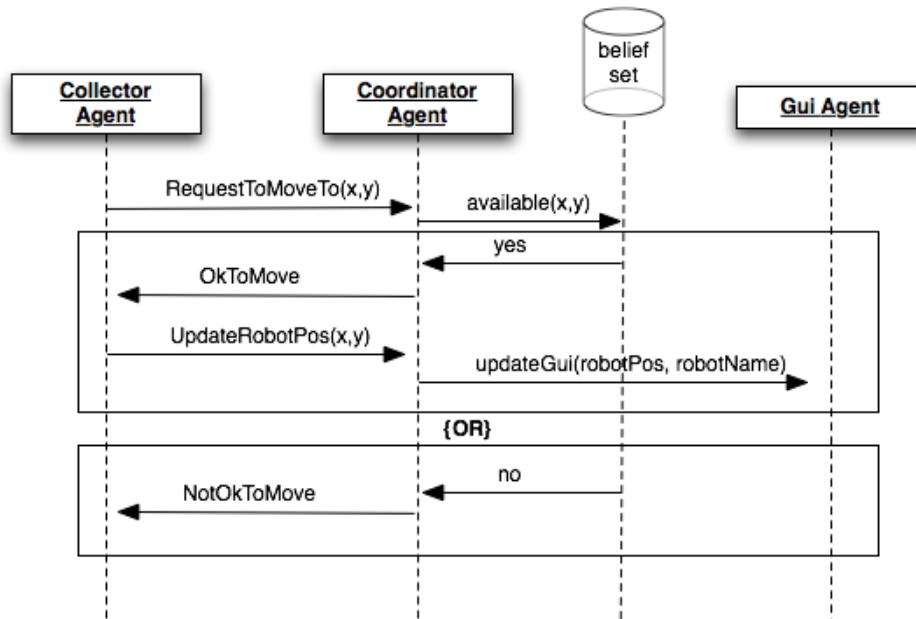 belief
set
Collector
Agent
Coordinator
Agent
Gui Agent
RequestToMoveTo(x,y)
available(x,y)
yes
OkToMove
UpdateRobotPos(x,y)
updateGui(robotPos, robotName)
{OR}
no
NotOkToMove